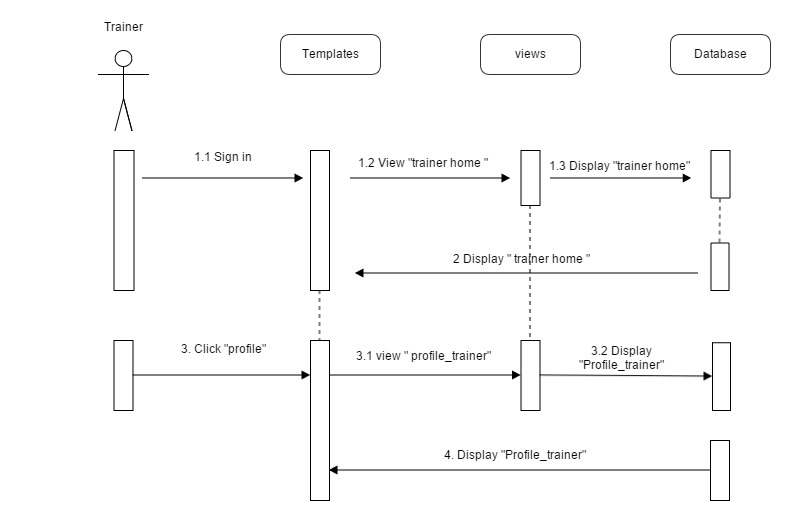 Trainer
Templates
views
Database
1.1 Sign in
1.2 View "trainer home "
1.3 Display "trainer home"
2 Display " trainer home "
3. Click "profile"
3.1 view " profile_trainer"
3.2 Display
"Profile_trainer"
4. Display "Profile_trainer"